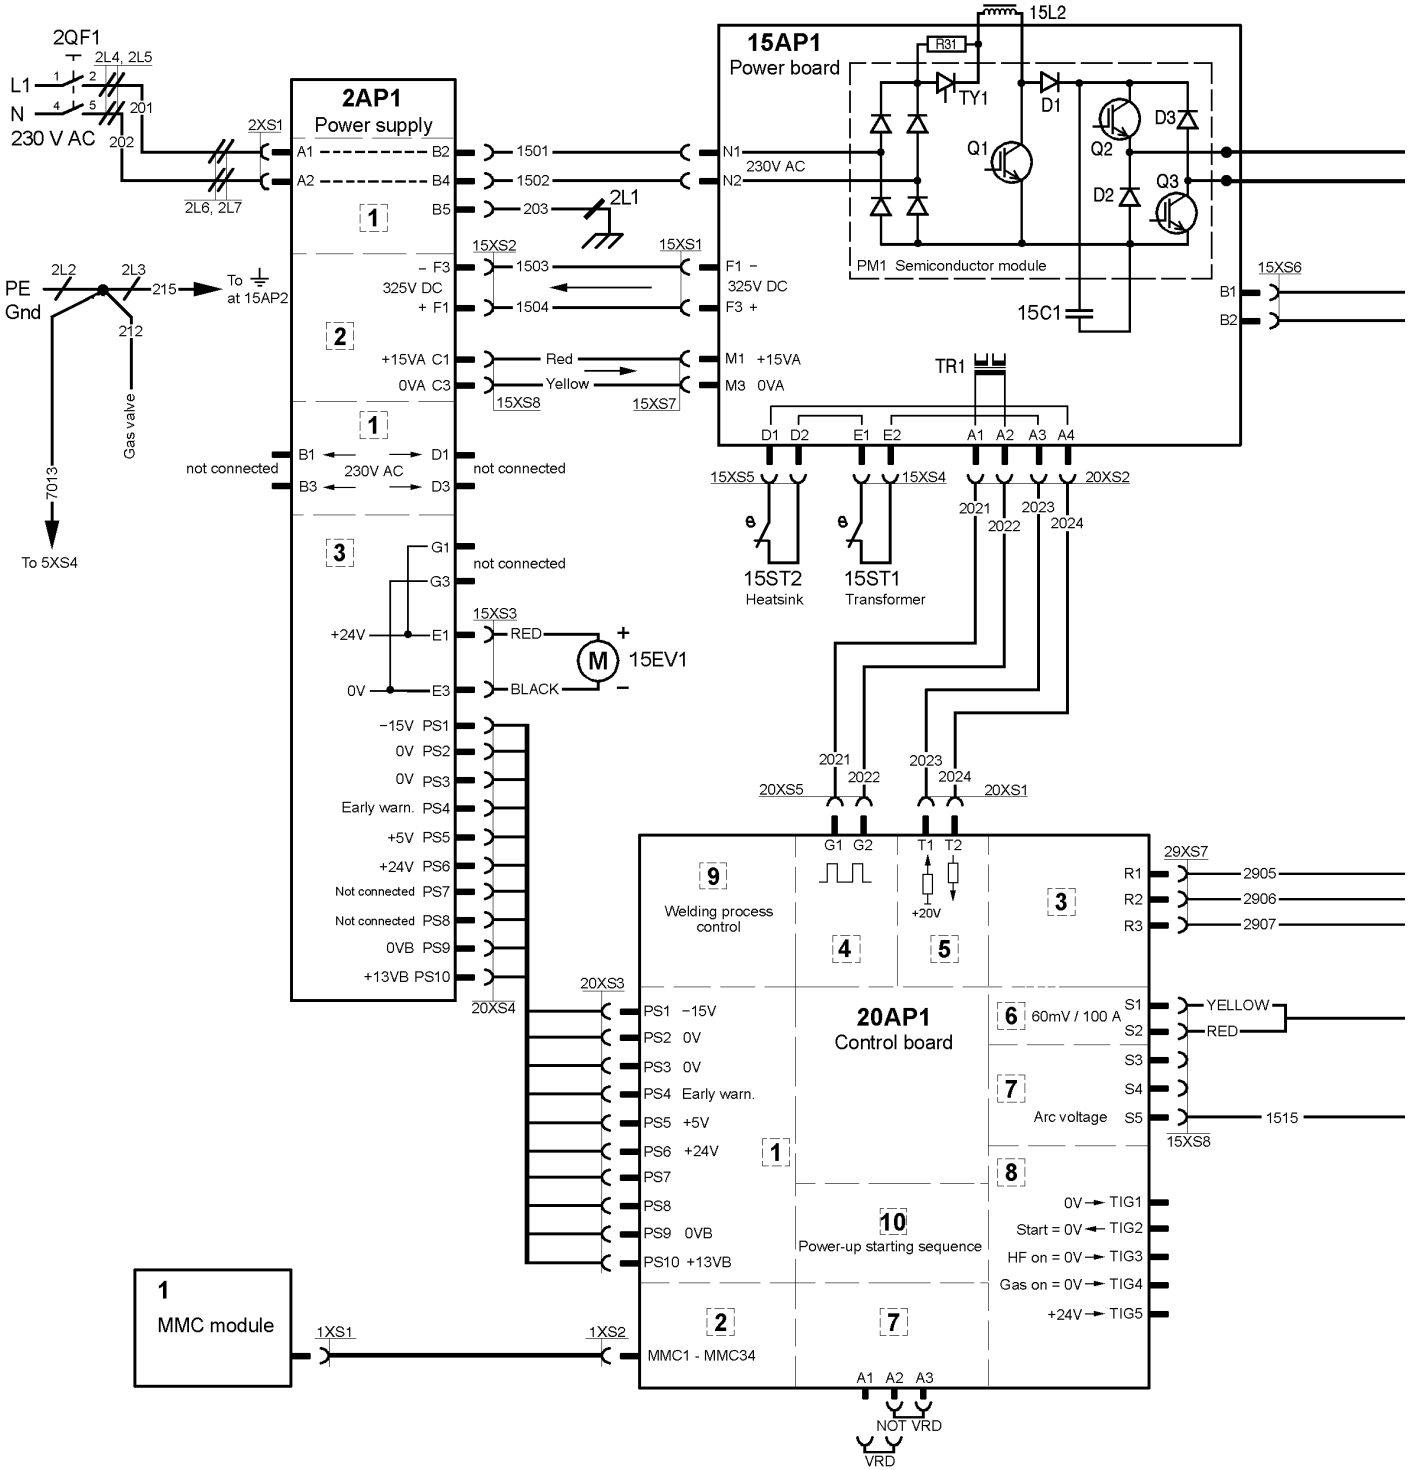 2QF1
2L4, 2L5
L1
1
2
N
4
5
201
202
230 V AC
2L6, 2L7
2XS1
PE
Gnd
2L2
2L3
215
To
at 15AP2
212
Gas valve
7013
To 5XS4
2AP1
Power supply
A1
B2
A2
B4
1
B5
− F3
325V DC
+ F1
2
+15VA C1
0VA C3
1
B1
D1
230V AC
B3
D3
not connected
not connected
3
G1
G3
not connected
+24V
E1
0V
E3
−15V PS1
0V PS2
0V PS3
Early warn. PS4
+5V PS5
+24V PS6
Not connected PS7
Not connected PS8
0VB PS9
+13VB PS10
1501
1502
203
2L1
15XS2
15XS1
1503
1504
Red
Yellow
15XS8
15XS7
15XS3
RED
BLACK
+
M
15EV1
−
20XS4
15L2
15AP1
Power board
R31
TY1
D1
Q1
Q2
D3
D2
Q3
N1
230V AC
N2
PM1 Semiconductor module
F1 −
325V DC
F3 +
15C1
M1 +15VA
M3 0VA
TR1
15XS6
B1
B2
D1
D2
E1
E2
A1
A2
A3
A4
15XS5
15XS4
20XS2
θ
θ
15ST2
Heatsink
15ST1
Transformer
2021
2022
2023
2024
2021
2022
2023
2024
20XS5
20XS1
G1
G2
T1
T2
+20V
9
Welding process
control
4
5
3
29XS7
R1
2905
R2
2906
R3
2907
20XS3
20AP1
Control board
6
60mV / 100 A
S1
YELLOW
S2
RED
S3
7
S4
Arc voltage
S5
1515
15XS8
PS1 −15V
PS2 0V
PS3 0V
PS4 Early warn.
PS5 +5V
PS6 +24V
PS7
PS8
PS9 0VB
PS10 +13VB
1
10
Power-up starting sequence
8
0V
TIG1
Start = 0V
TIG2
HF on = 0V
TIG3
Gas on = 0V
TIG4
+24V
TIG5
1
MMC module
1XS1
1XS2
2
MMC1 - MMC34
7
A1
A2
A3
NOT VRD
VRD